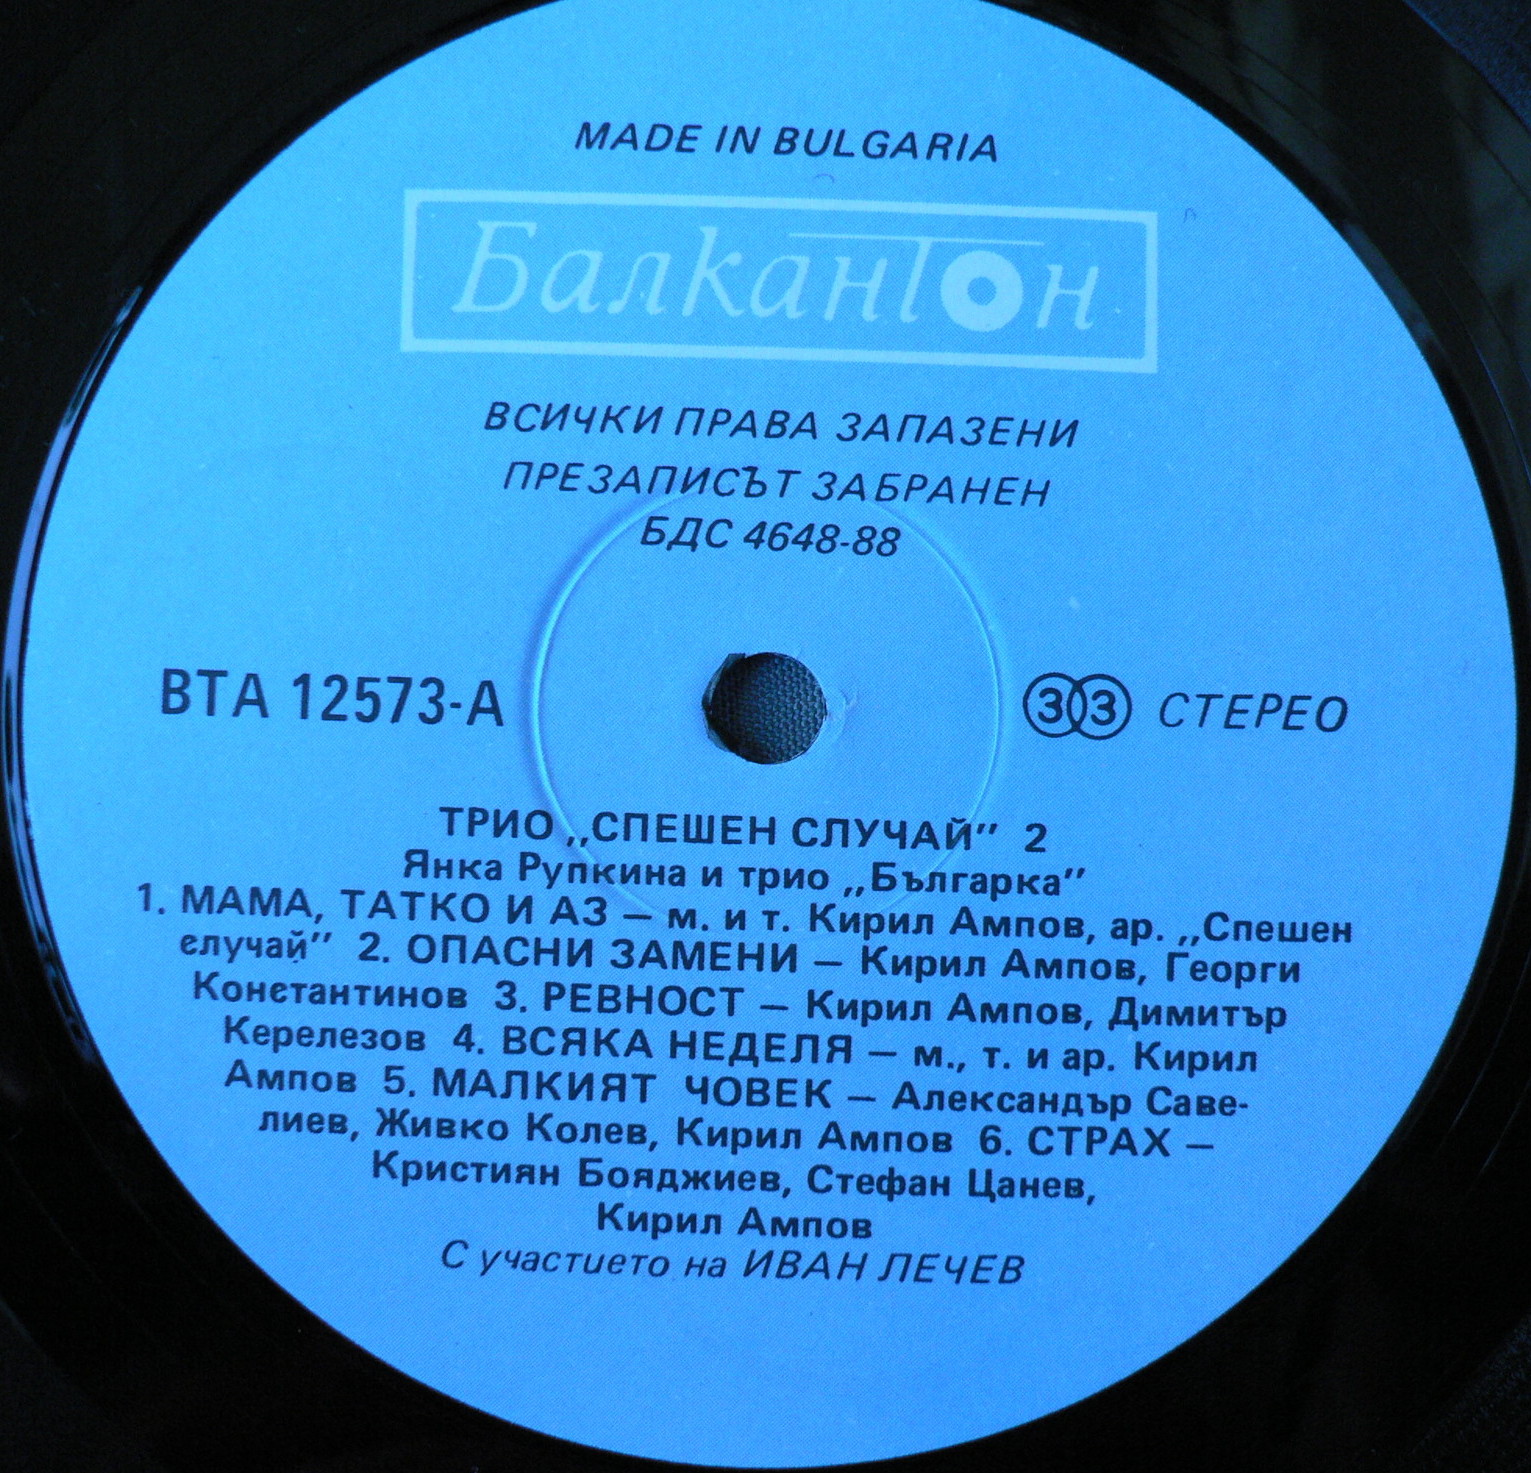 MADE IN BULGARIA
Балкантон
ВСИЧКИ ПРАВА ЗАПАЗЕНИ
ПРЕЗАПИСЪТ ЗАБРАНЕН
БДС 4648-88
ВТА 12573-А
33 СТЕРЕО
ТРИО „СПЕШЕН СЛУЧАЙ” 2
Янка Рупкина и трио „Българка”
1. МАМА, ТАТКО И АЗ — м. и т. Кирил Ампов, ар. „Спешен
случай” 2. ОПАСНИ ЗАМЕНИ — Кирил Ампов, Георги
Константинов 3. РЕВНОСТ — Кирил Ампов, Димитър
Керелезов 4. ВСЯКА НЕДЕЛЯ — м., т. и ар. Кирил
Ампов 5. МАЛКИЯТ ЧОВЕК — Александър Саве-
лиев, Живко Колев, Кирил Ампов 6. СТРАХ —
Кристиян Бояджиев, Стефан Цанев,
Кирил Ампов
С участието на ИВАН ЛЕЧЕВ